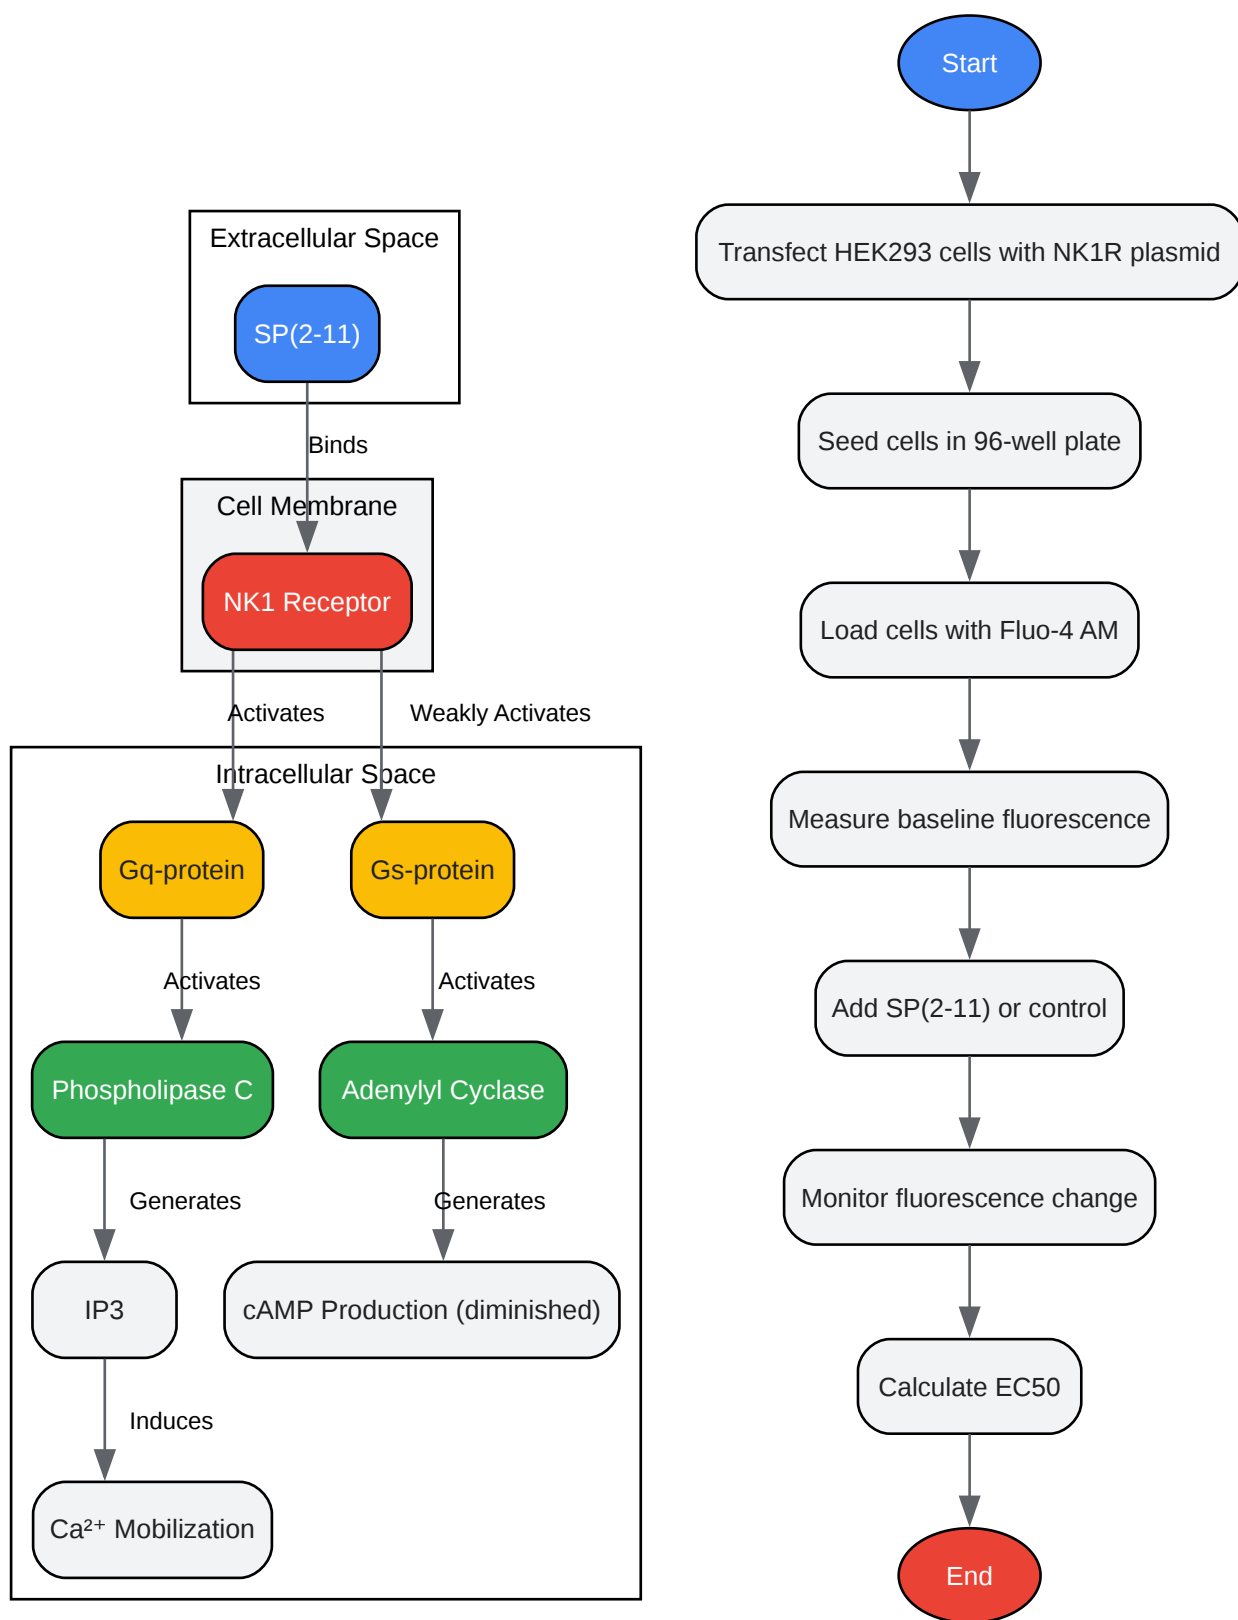 Extracellular Space
SP(2-11)
Binds
Cell Membrane
NK1 Receptor
Activates
Weakly Activates
Intracellular Space
Gq-protein
Gs-protein
Activates
Activates
Phospholipase C
Adenylyl Cyclase
Generates
Generates
IP3
cAMP Production (diminished)
Induces
Ca²⁺ Mobilization
Start
Transfect HEK293 cells with NK1R plasmid
Seed cells in 96-well plate
Load cells with Fluo-4 AM
Measure baseline fluorescence
Add SP(2-11) or control
Monitor fluorescence change
Calculate EC50
End